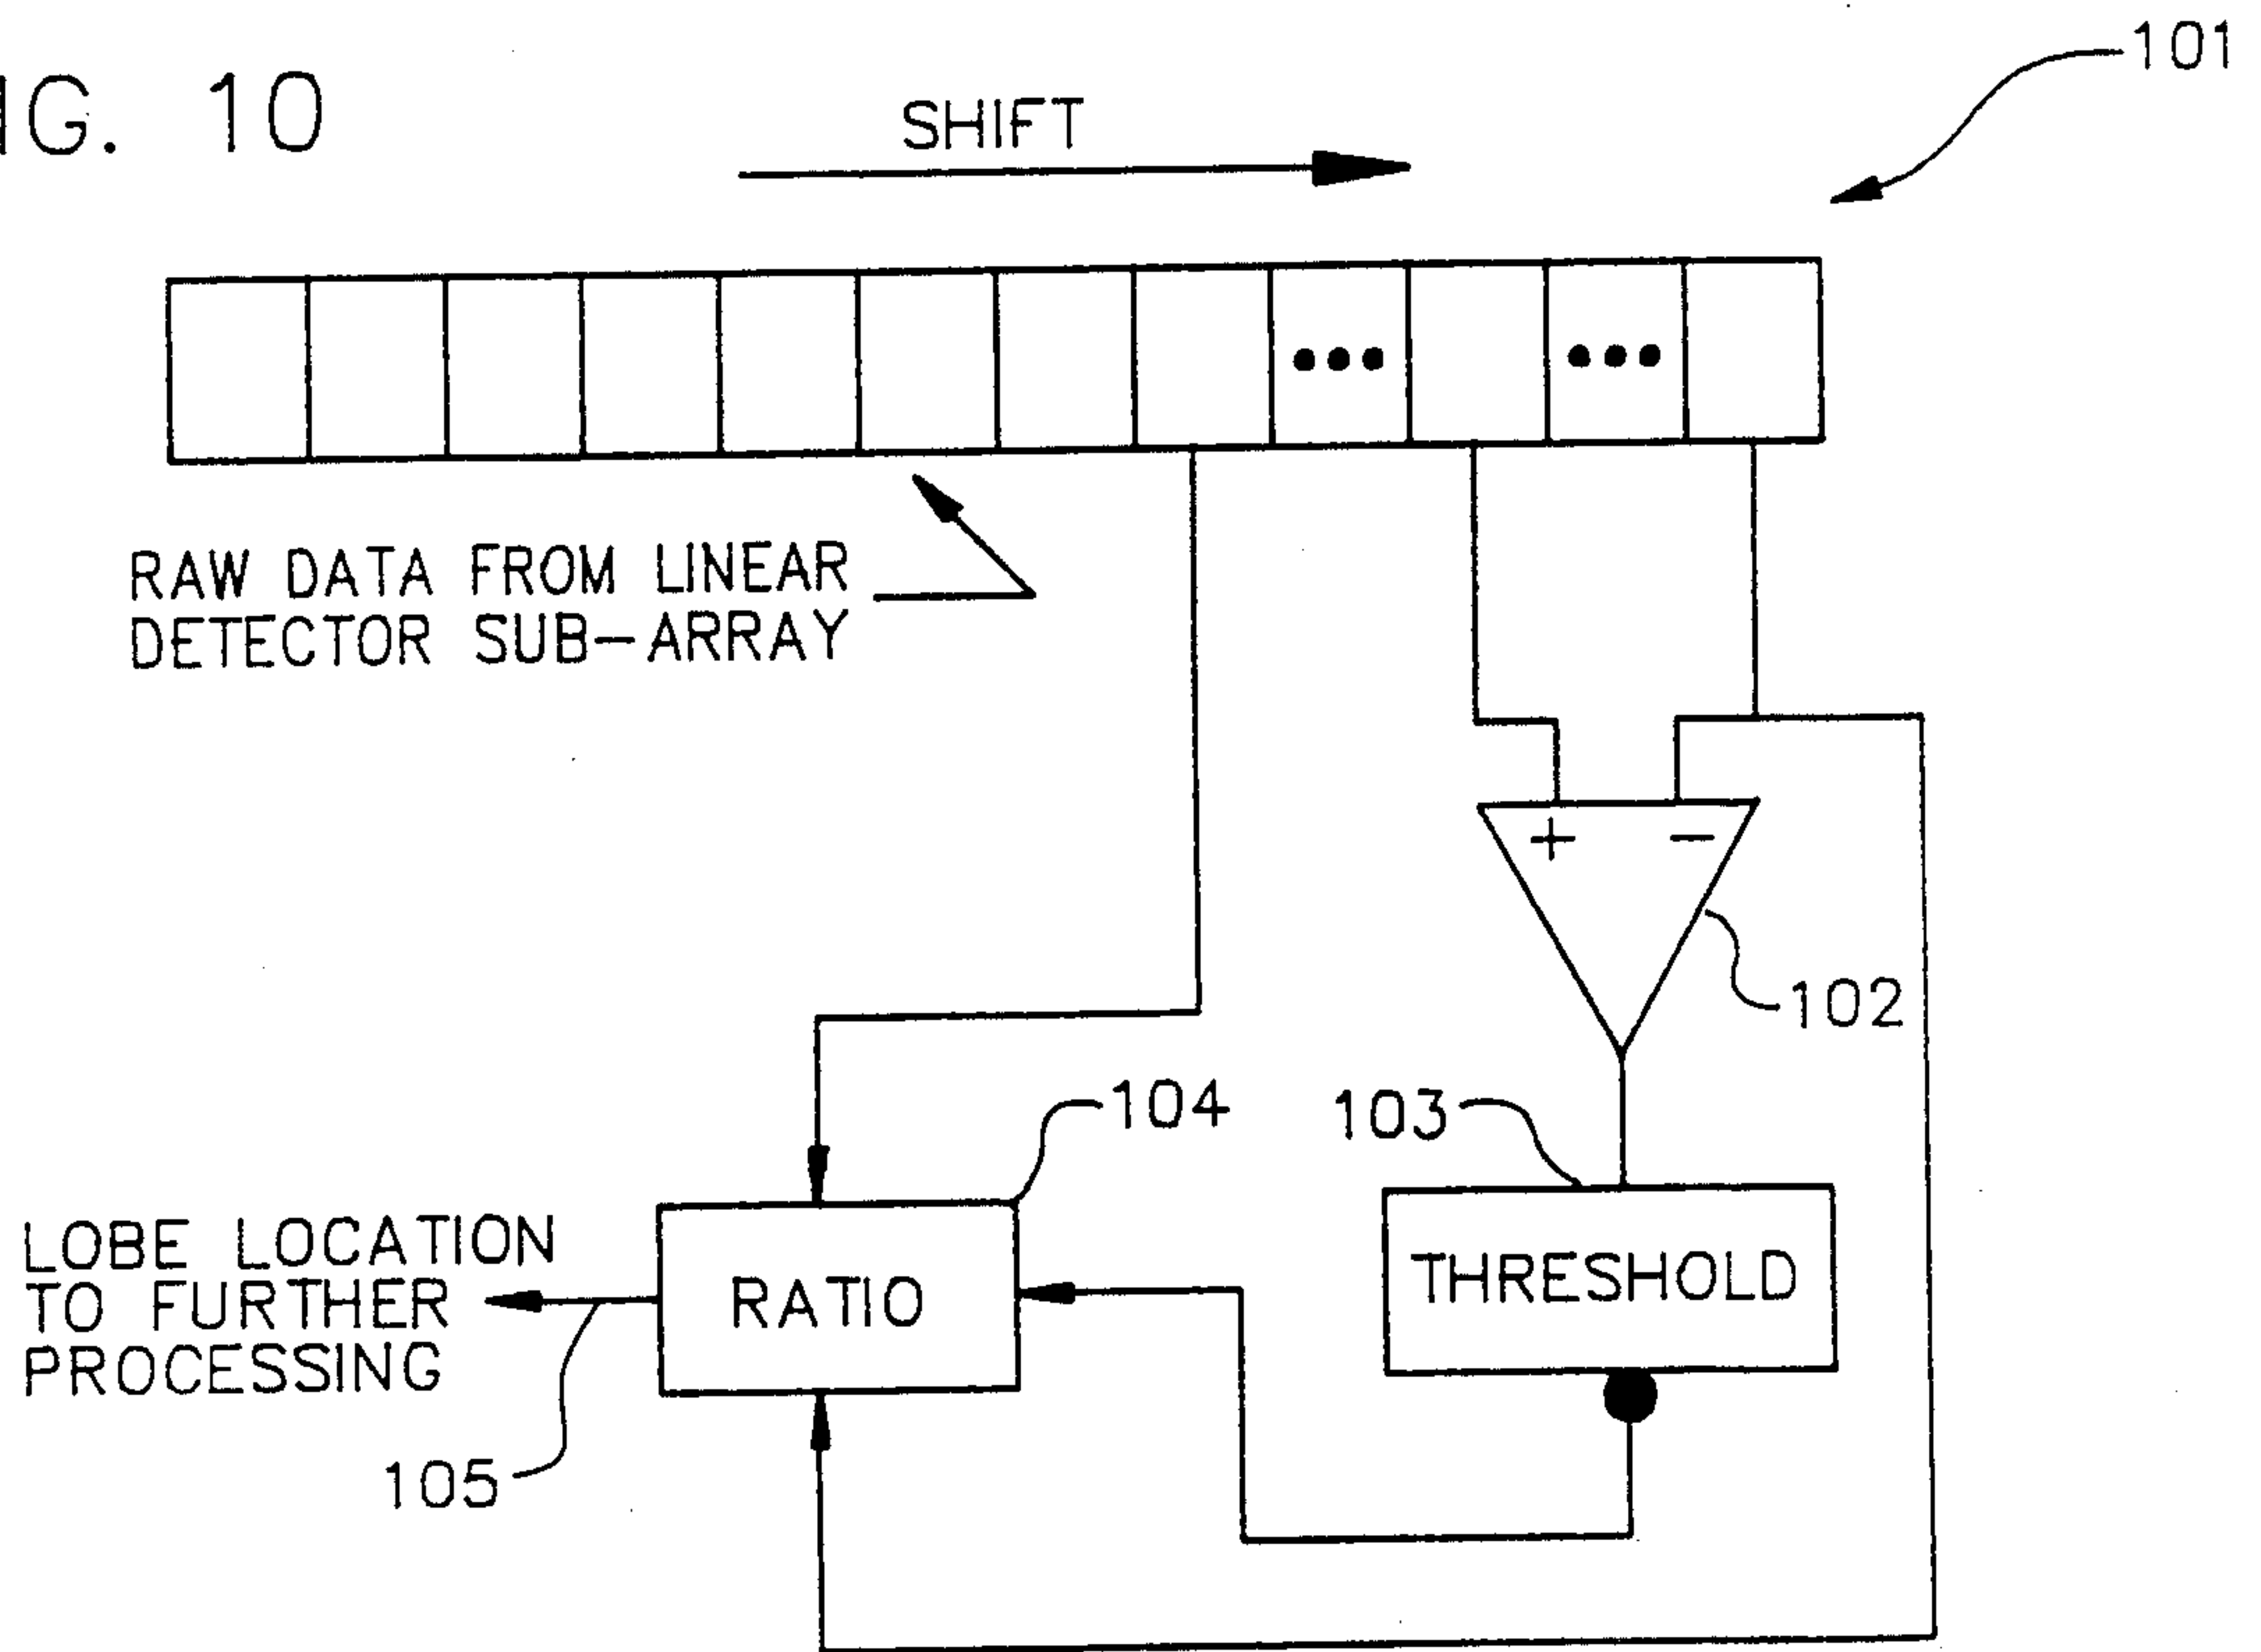 IG. 10
SHIFT
101
RAW DATA FROM LINEAR
DETECTOR SUB-ARRAY
+ −
102
104
103
LOBE LOCATION
TO FURTHER
PROCESSING
RATIO
THRESHOLD
105